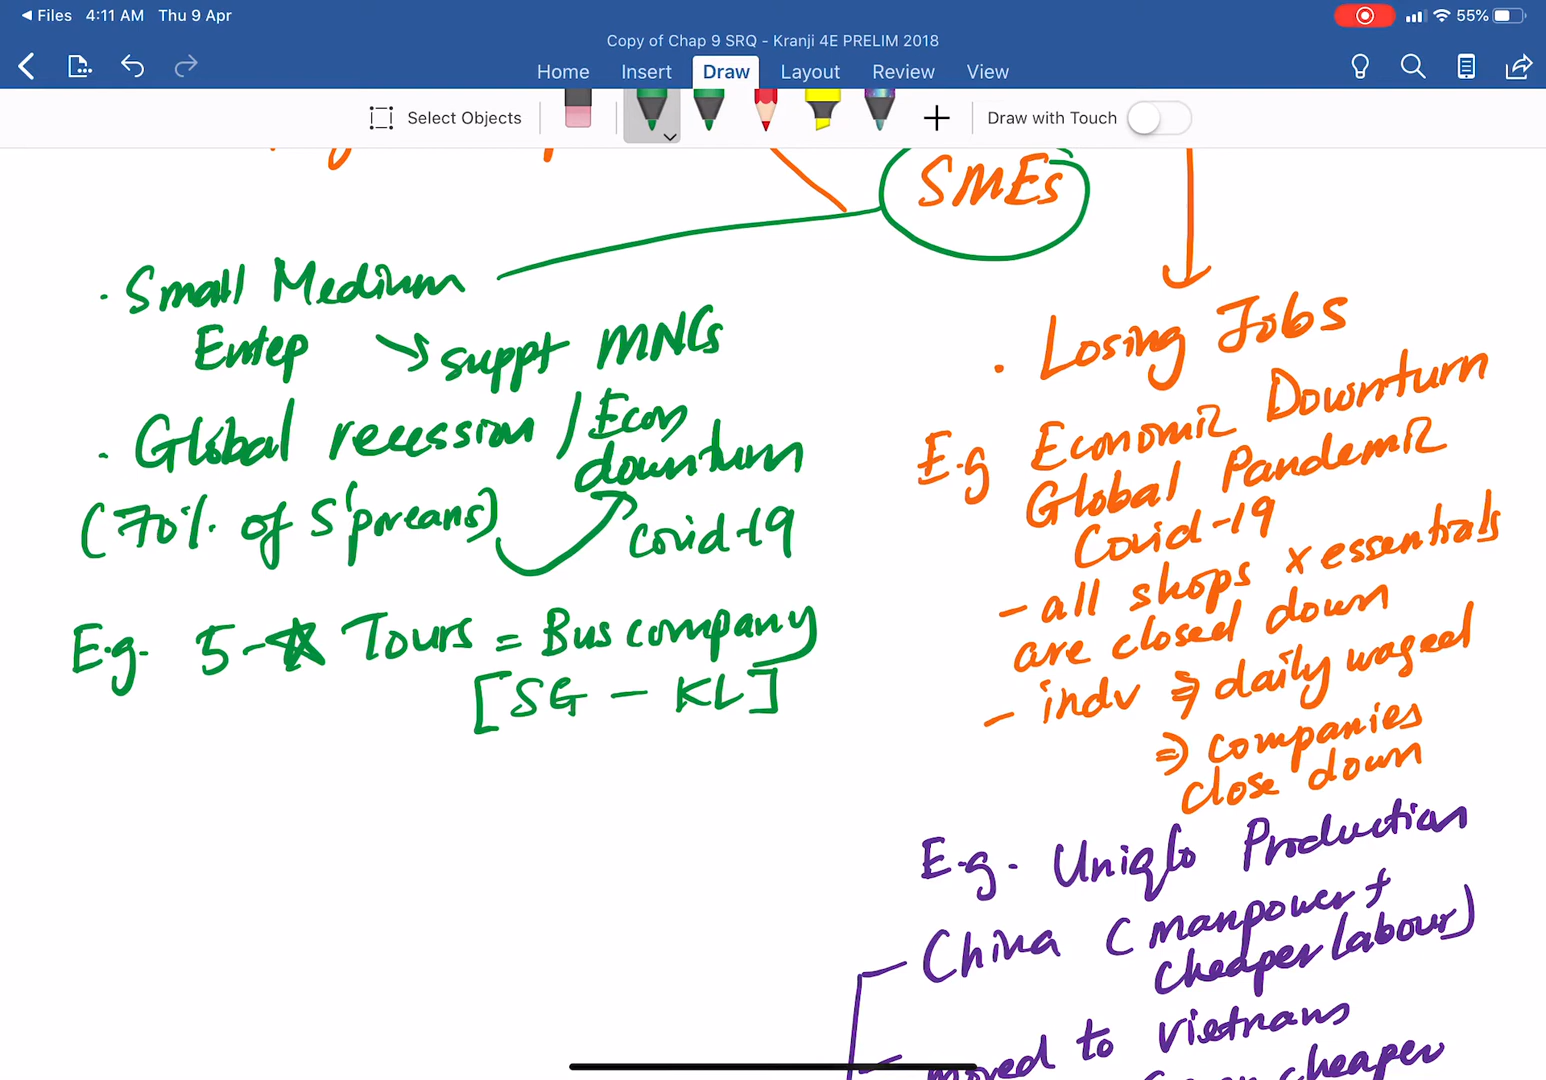 Files 4:11 AM Thu 9 Apr 55%
Copy of Chap 9 SRQ - Kranji 4E PRELIM 2018
Home Insert Draw Layout Review View
Select Objects Draw with Touch
SMEs
· Small Medium
Entep → suppt MNCs
· Global recession / Econ
downturn
(70% of S'poreans)
Covid-19
E.g. 5-☆ Tours = Bus company
[SG - KL]
· Losing Jobs
E.g Economic Downturn
Global Pandemic
Covid-19
- all shops x essentials
are closed down
- indv ⇒ daily waged
⇒ companies
close down
E.g. Uniqlo Production
China (manpower +
cheaper labour)
moved to Vietnam
cheaper